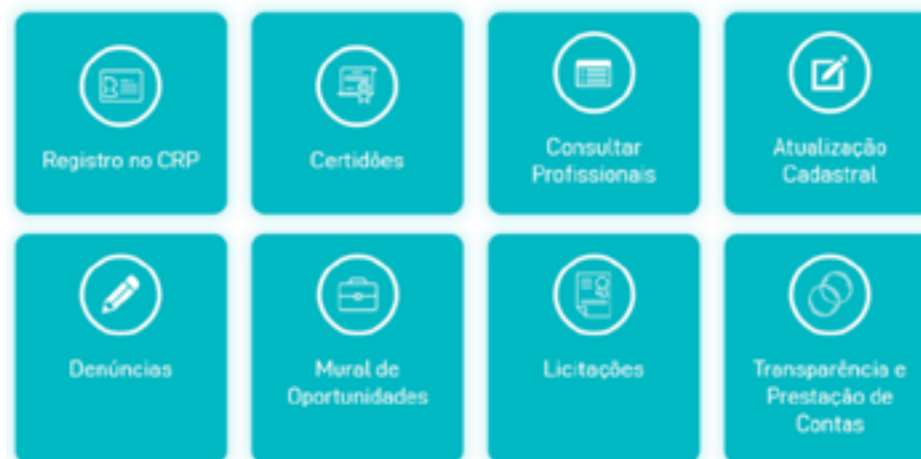 Registro no CRP
Certidões
Consultar
Profissionais
Atualização
Cadastral
Denúncias
Mural de
Oportunidades
Licitações
Transparência e
Prestação de
Contas